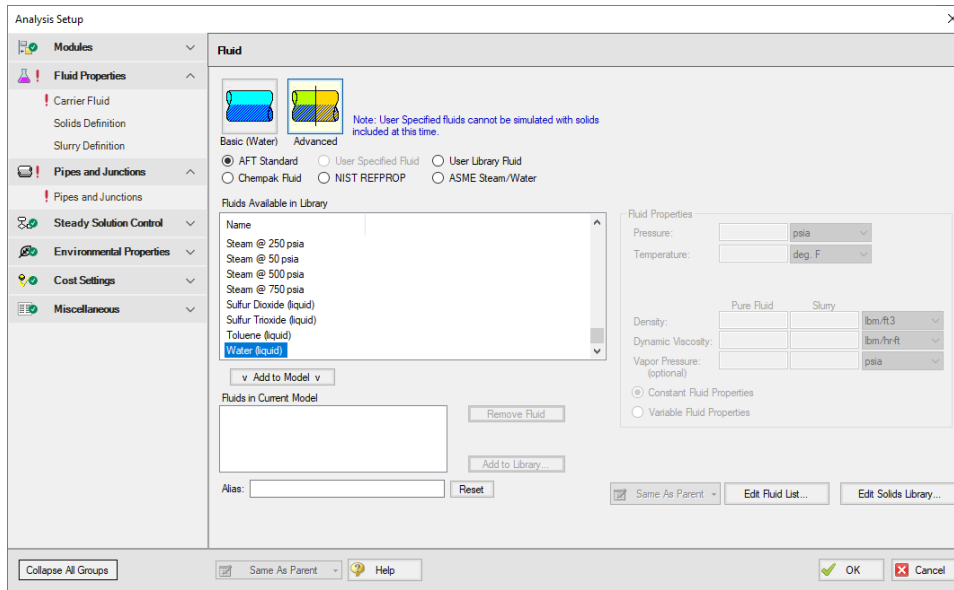 Analysis Setup
Modules
Fluid Properties
Carrier Fluid
Solids Definition
Slurry Definition
Pipes and Junctions
Pipes and Junctions
Steady Solution Control
Environmental Properties
Cost Settings
Miscellaneous
Collapse All Groups
Fluid
Basic (Water)
Advanced
Note: User Specified fluids cannot be simulated with solids
included at this time.
AFT Standard User Specified Fluid User Library Fluid
Chempak Fluid NIST REFPROP ASME Steam/Water
Fluids Available in Library
Name
Steam @ 250 psia
Steam @ 50 psia
Steam @ 500 psia
Steam @ 750 psia
Sulfur Dioxide (liquid)
Sulfur Trioxide (liquid)
Toluene (liquid)
Water (liquid)
v Add to Model v
Fluids in Current Model
Remove Fluid
Add to Library...
Alias: Reset
Fluid Properties
Pressure: psia
Temperature: deg. F
Pure Fluid Slurry
Density: lbm/ft3
Dynamic Viscosity: lbm/hr-ft
Vapor Pressure: psia
(optional)
Constant Fluid Properties
Variable Fluid Properties
Same As Parent Edit Fluid List... Edit Solids Library...
Same As Parent Help OK Cancel